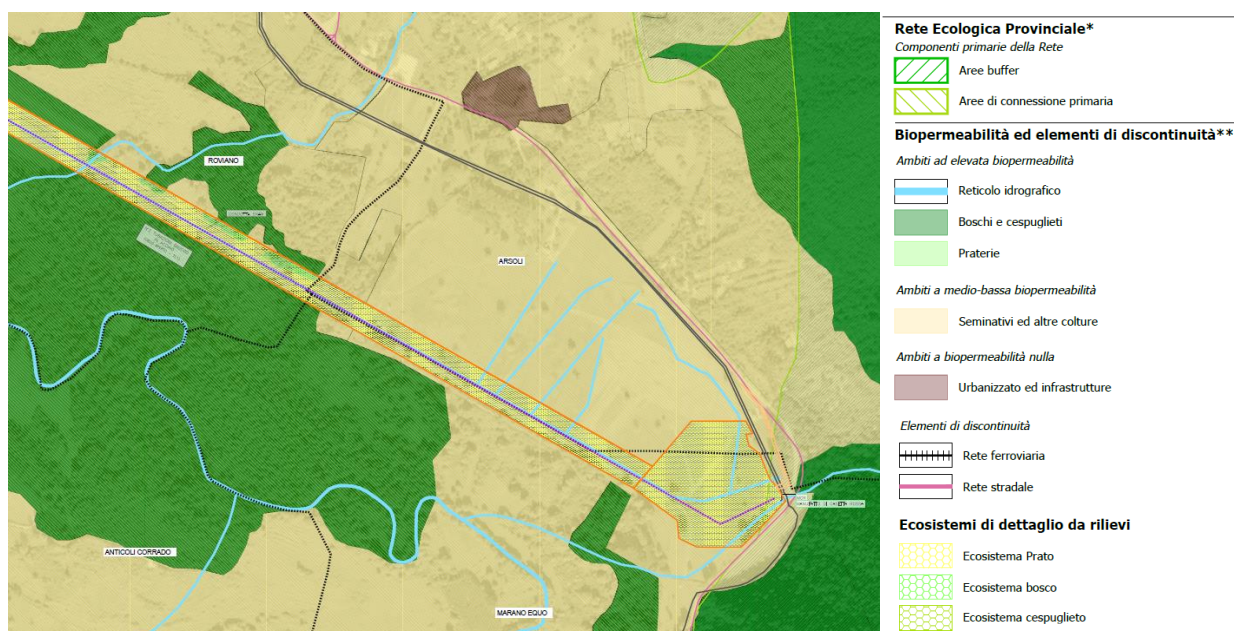 ROVIANO
ARSOLI
ANTICOLI CORRADO
MARANO EQUO
Rete Ecologica Provinciale*
Componenti primarie della Rete
Aree buffer
Aree di connessione primaria
Biopermeabilità ed elementi di discontinuità**
Ambiti ad elevata biopermeabilità
Reticolo idrografico
Boschi e cespuglieti
Praterie
Ambiti a medio-bassa biopermeabilità
Seminativi ed altre colture
Ambiti a biopermeabilità nulla
Urbanizzato ed infrastrutture
Elementi di discontinuità
Rete ferroviaria
Rete stradale
Ecosistemi di dettaglio da rilievi
Ecosistema Prato
Ecosistema bosco
Ecosistema cespuglieto